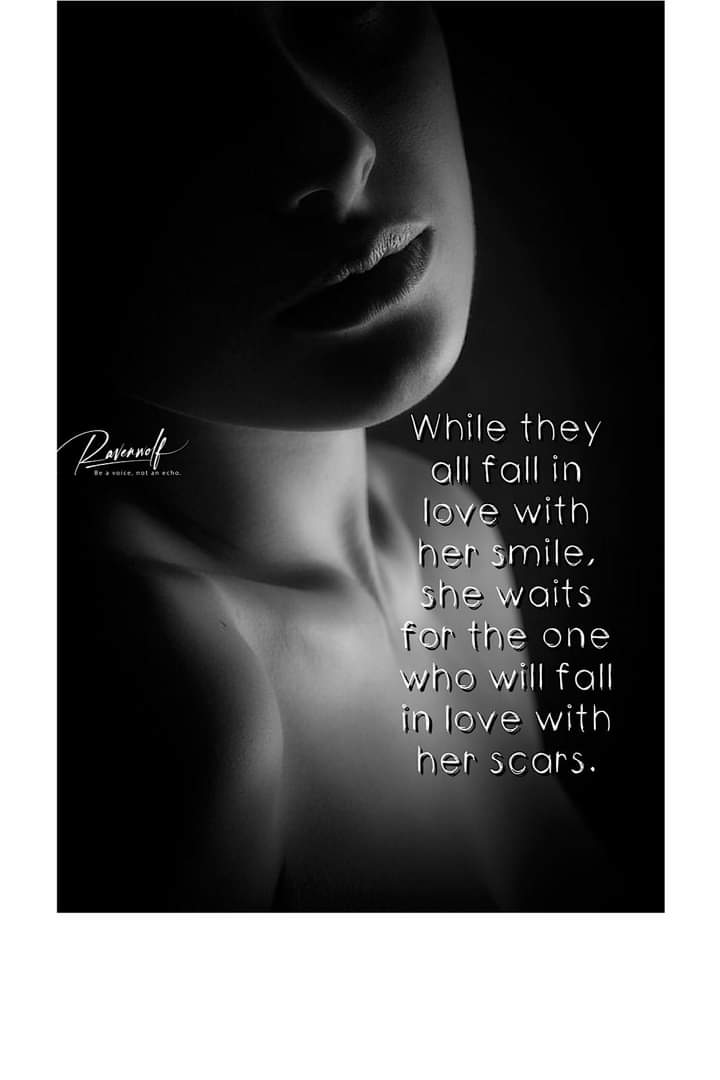 Ravenwolf
Be a voice, not an echo.
While they
all fall in
love with
her smile,
she waits
for the one
who will fall
in love with
her scars.